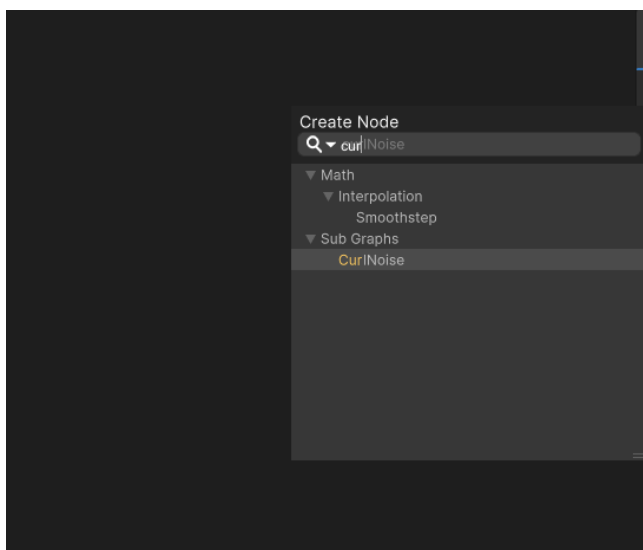 Create Node
curlNoise
Math
Interpolation
Smoothstep
Sub Graphs
CurlNoise